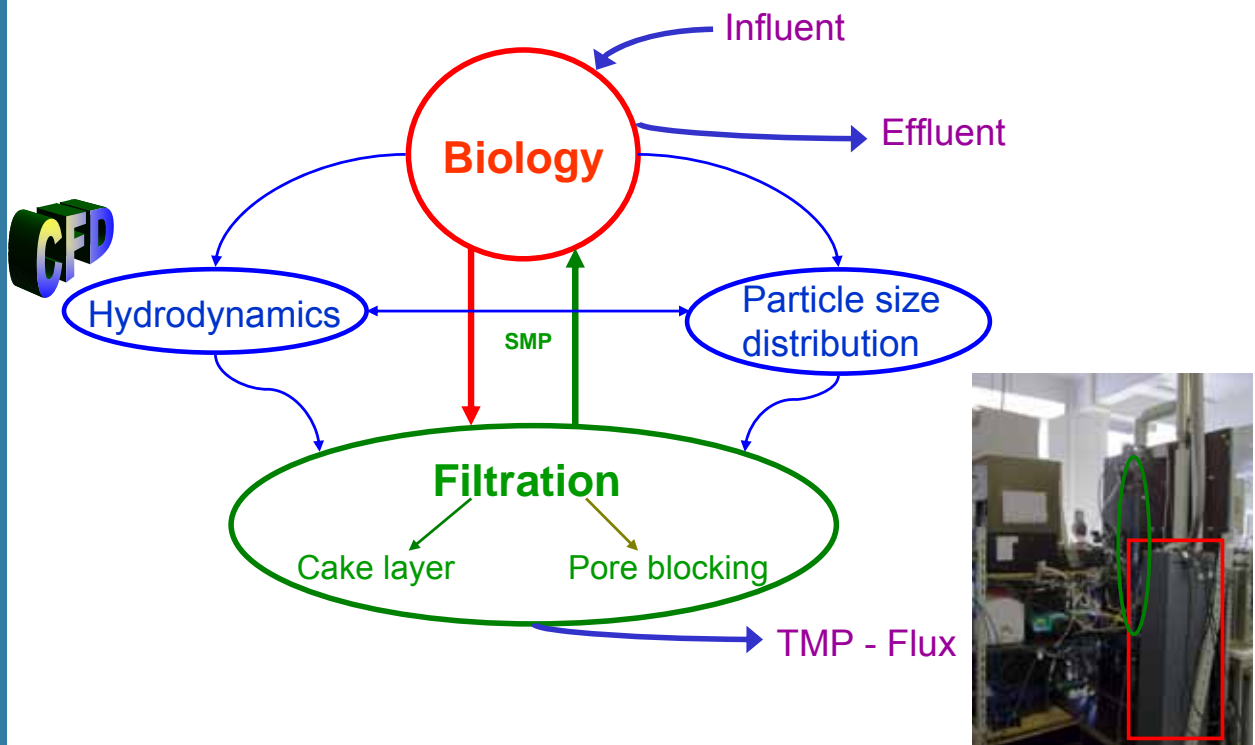 Influent
Effluent
Biology
CFD
Hydrodynamics
Particle size
distribution
SMP
Filtration
Cake layer
Pore blocking
TMP - Flux